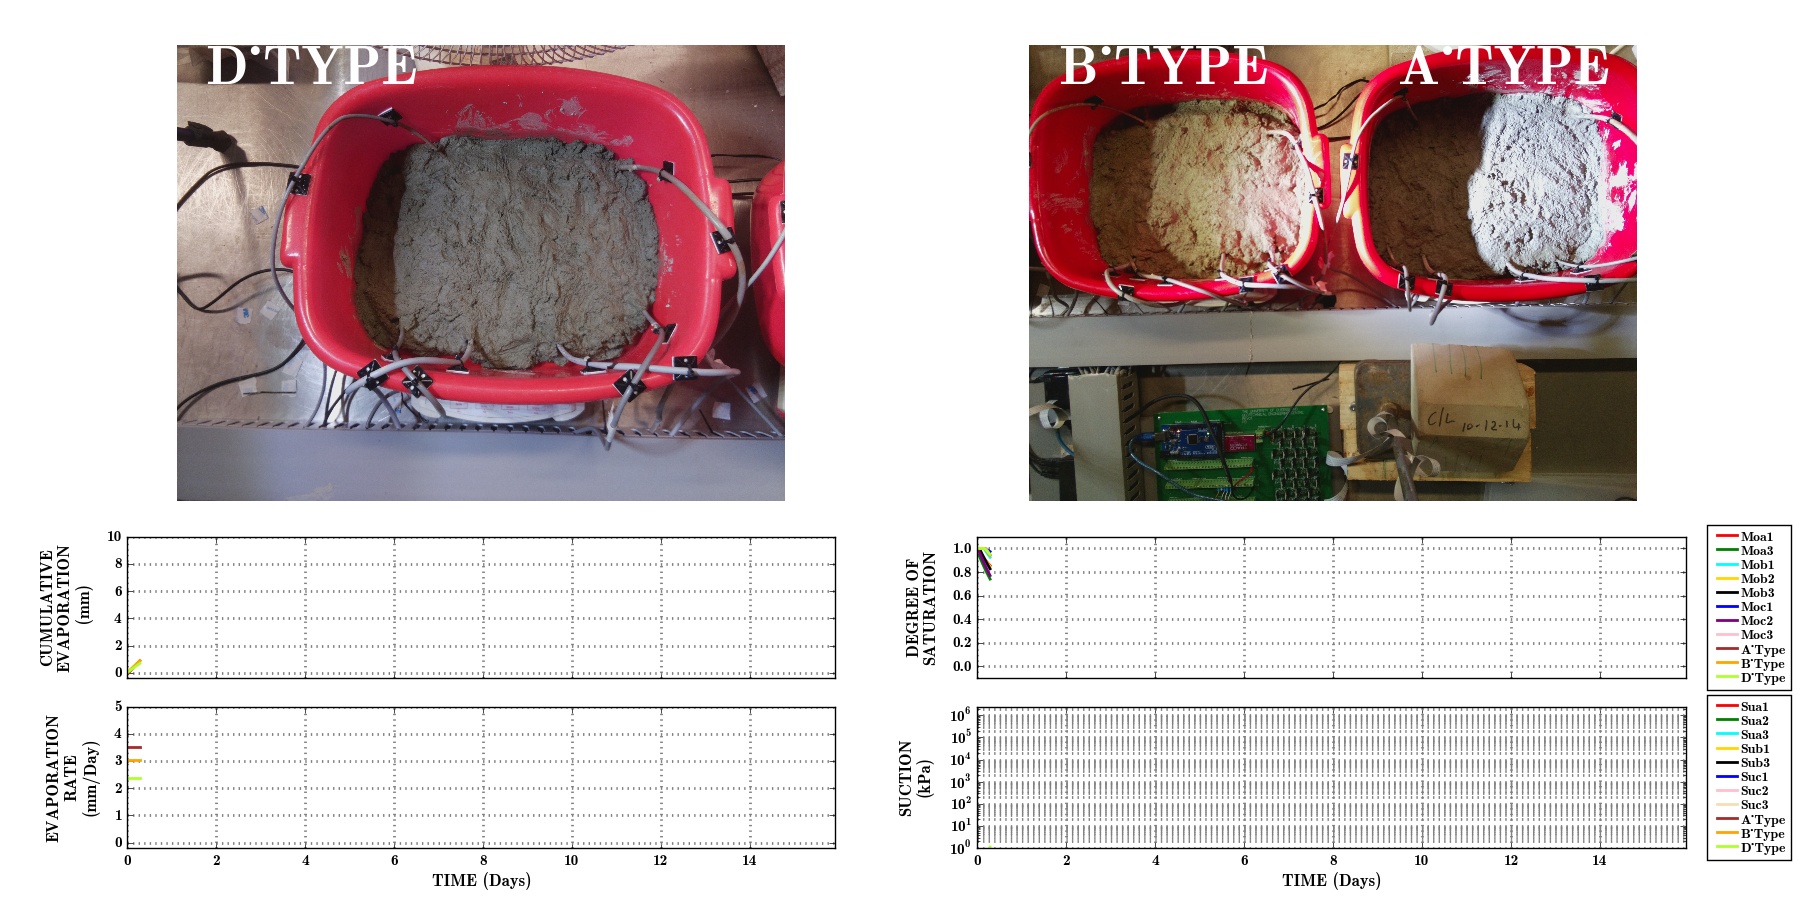 D˙TYPE
B˙TYPE A˙TYPE
C/L 10-12-14
CUMULATIVE
EVAPORATION
(mm)
10
8
6
4
2
0
DEGREE OF
SATURATION
1.0
0.8
0.6
0.4
0.2
0.0
Moa1
Moa3
Mob1
Mob2
Mob3
Moc1
Moc2
Moc3
A˙Type
B˙Type
D˙Type
EVAPORATION
RATE
(mm/Day)
5
4
3
2
1
0
0 2 4 6 8 10 12 14
TIME (Days)
SUCTION
(kPa)
10⁶
10⁵
10⁴
10³
10²
10¹
10⁰
0 2 4 6 8 10 12 14
TIME (Days)
Sua1
Sua2
Sua3
Sub1
Sub3
Suc1
Suc2
Suc3
A˙Type
B˙Type
D˙Type